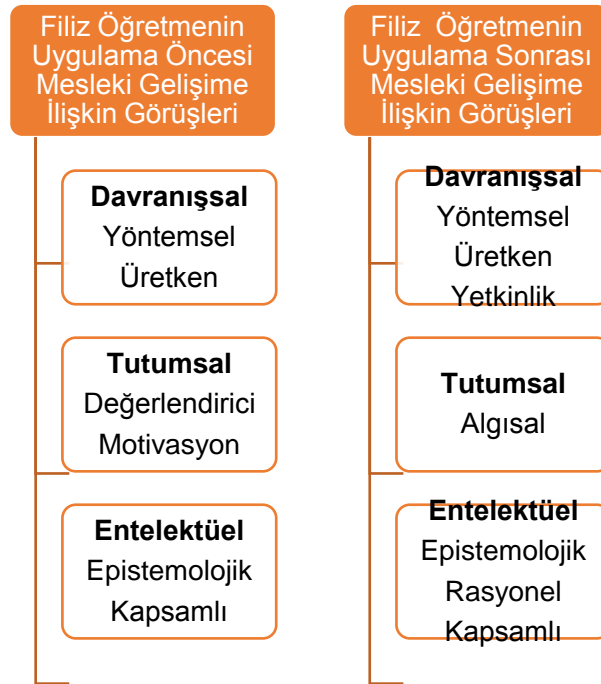 Filiz Öğretmenin
Uygulama Öncesi
Mesleki Gelişime
İlişkin Görüşleri
Davranışsal
Yöntemsel
Üretken
Tutumsal
Değerlendirici
Motivasyon
Entelektüel
Epistemolojik
Kapsamlı
Filiz Öğretmenin
Uygulama Sonrası
Mesleki Gelişime
İlişkin Görüşleri
Davranışsal
Yöntemsel
Üretken
Yetkinlik
Tutumsal
Algısal
Entelektüel
Epistemolojik
Rasyonel
Kapsamlı